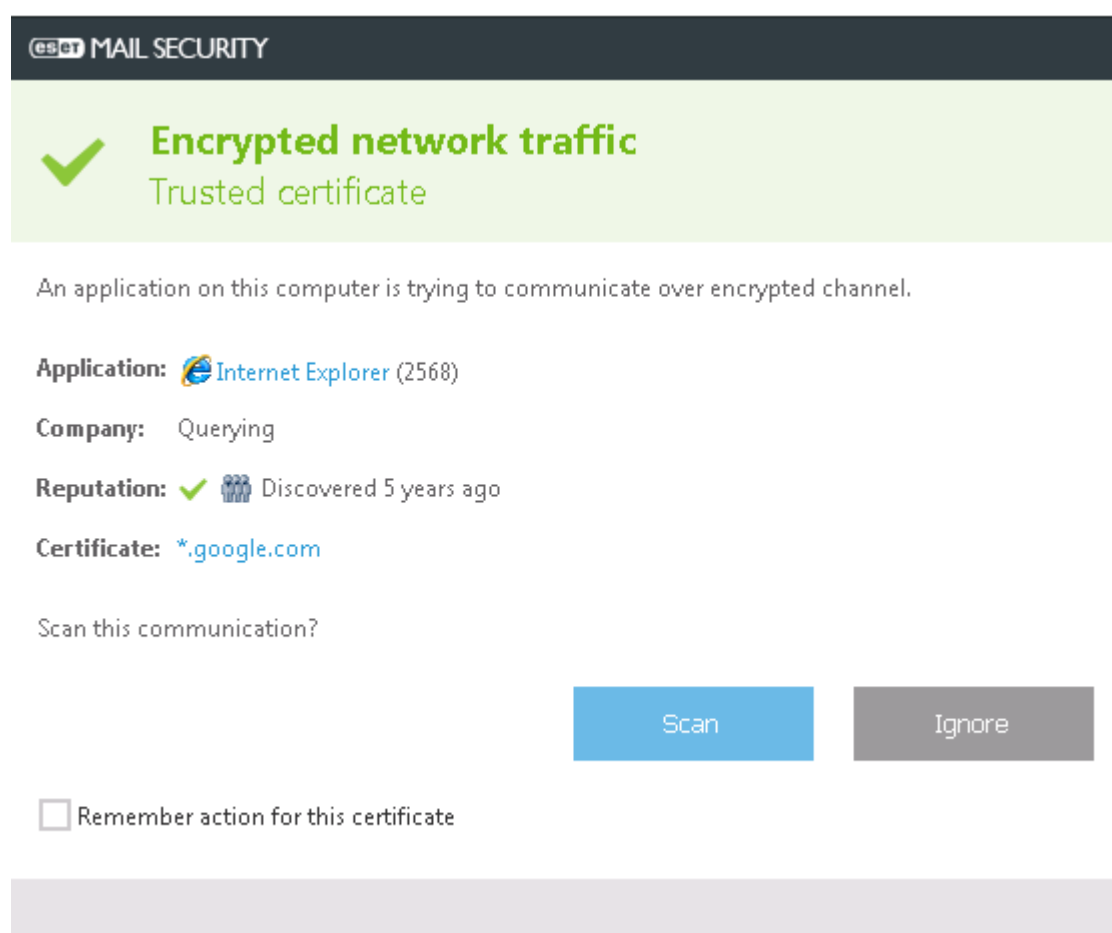 eset MAIL SECURITY
Encrypted network traffic
Trusted certificate
An application on this computer is trying to communicate over encrypted channel.
Application: Internet Explorer (2568)
Company: Querying
Reputation: Discovered 5 years ago
Certificate: *.google.com
Scan this communication?
Scan Ignore
Remember action for this certificate